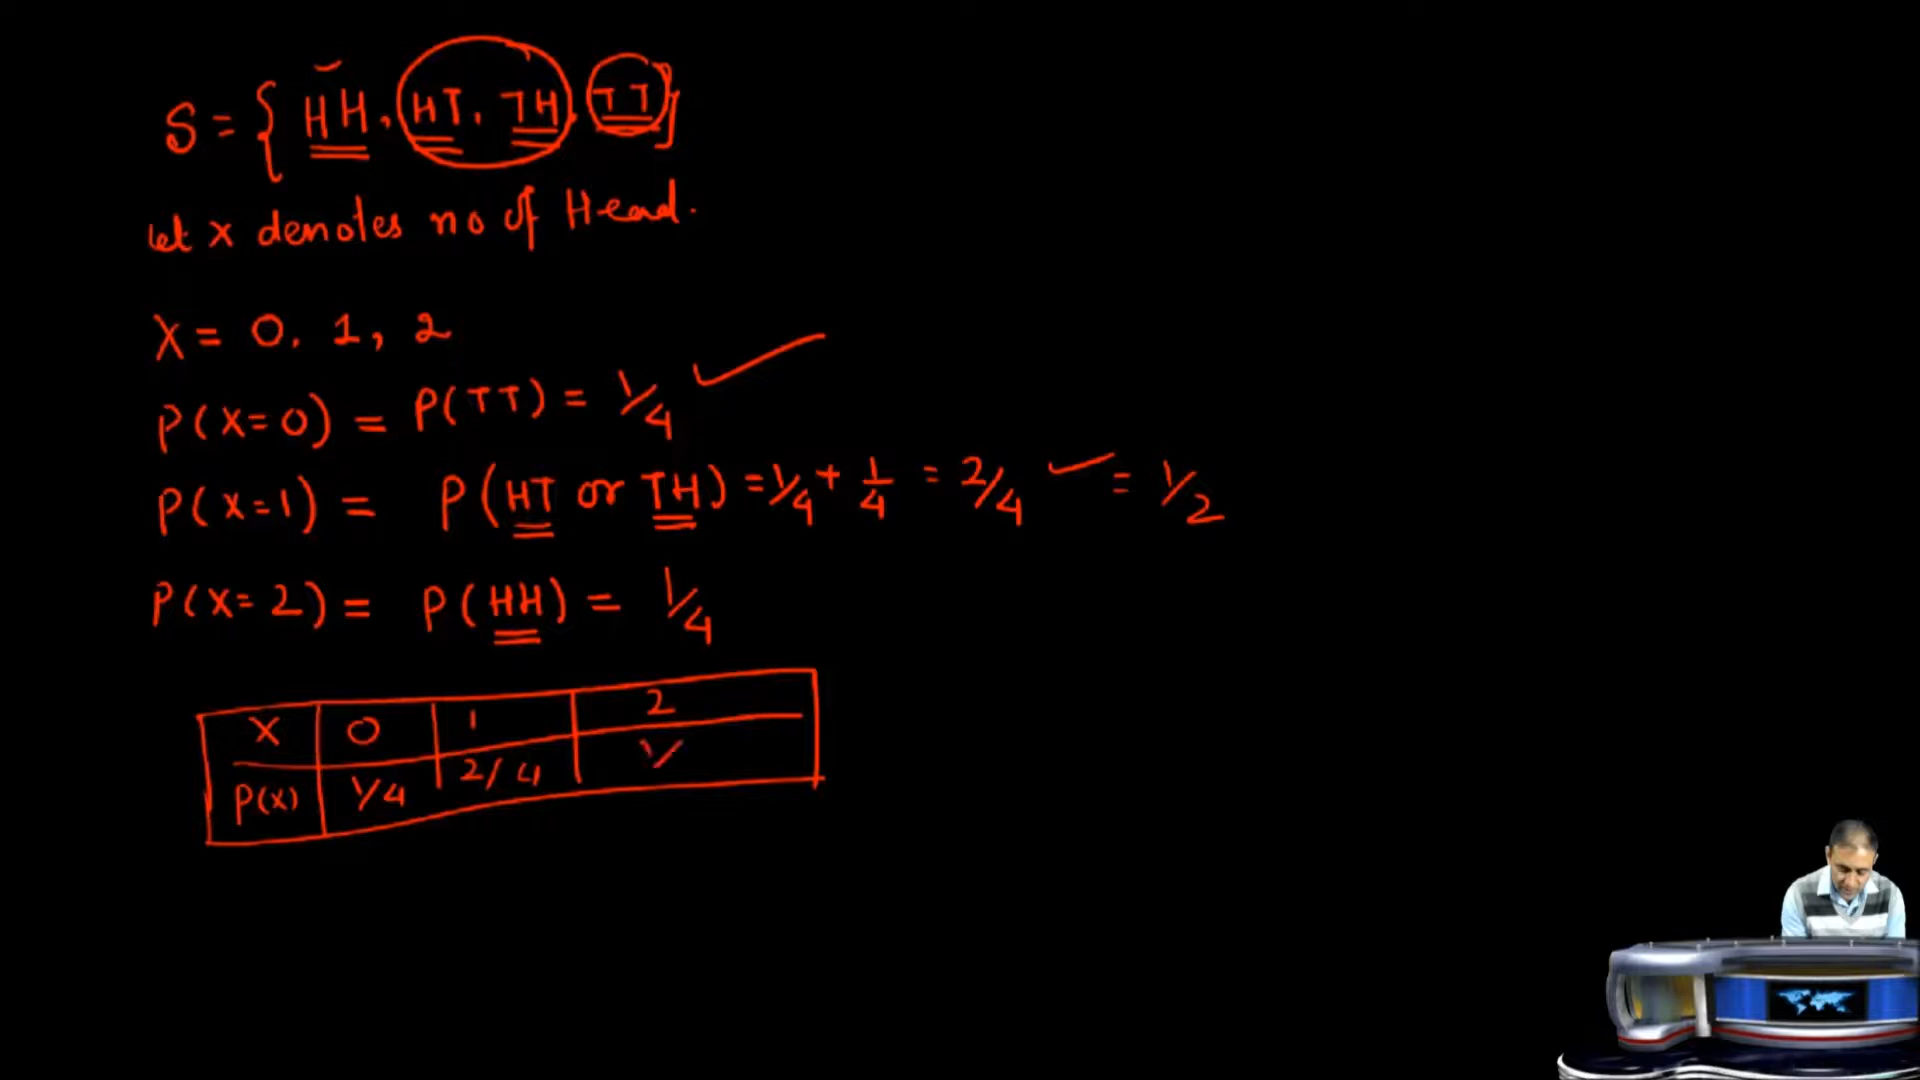 S = { HH, HT, TH, TT }
let x denotes no of Head.
X = 0, 1, 2
P(X=0) = P(TT) = 1/4
P(X=1) = P(HT or TH) = 1/4 + 1/4 = 2/4 = 1/2
P(X=2) = P(HH) = 1/4
X 0 1 2
P(X) 1/4 2/4 1/